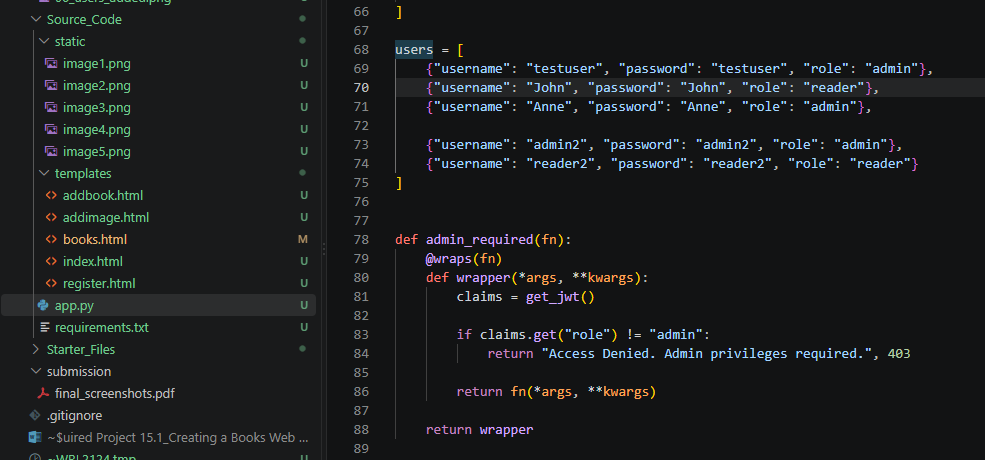 Source_Code
static
image1.png U
image2.png U
image3.png U
image4.png U
image5.png U
templates
addbook.html U
addimage.html U
books.html M
index.html U
register.html U
app.py U
requirements.txt U
Starter_Files
submission
final_screenshots.pdf
.gitignore
~$uired Project 15.1_Creating a Books Web ...
66 ]
67
68 users = [
69 {"username": "testuser", "password": "testuser", "role": "admin"},
70 {"username": "John", "password": "John", "role": "reader"},
71 {"username": "Anne", "password": "Anne", "role": "admin"},
72
73 {"username": "admin2", "password": "admin2", "role": "admin"},
74 {"username": "reader2", "password": "reader2", "role": "reader"}
75 ]
76
77
78 def admin_required(fn):
79 @wraps(fn)
80 def wrapper(*args, **kwargs):
81 claims = get_jwt()
82
83 if claims.get("role") != "admin":
84 return "Access Denied. Admin privileges required.", 403
85
86 return fn(*args, **kwargs)
87
88 return wrapper
89